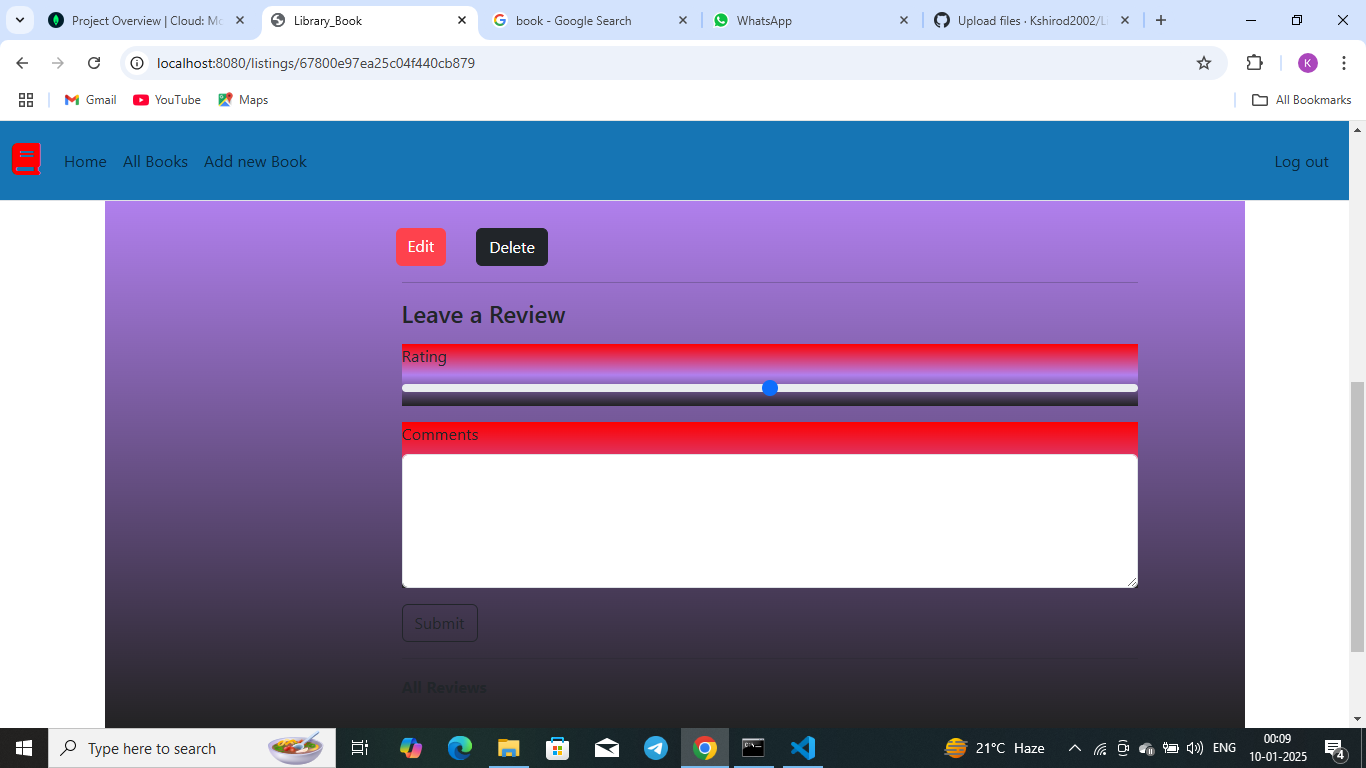 Project Overview | Cloud: Mo
Library_Book
book - Google Search
WhatsApp
Upload files · Kshirod2002/Li
localhost:8080/listings/67800e97ea25c04f440cb879
K
Gmail
YouTube
Maps
All Bookmarks
Home
All Books
Add new Book
Log out
Edit
Delete
Leave a Review
Rating
Comments
Submit
All Reviews
Type here to search
21°C Haze
ENG
00:09
10-01-2025
4